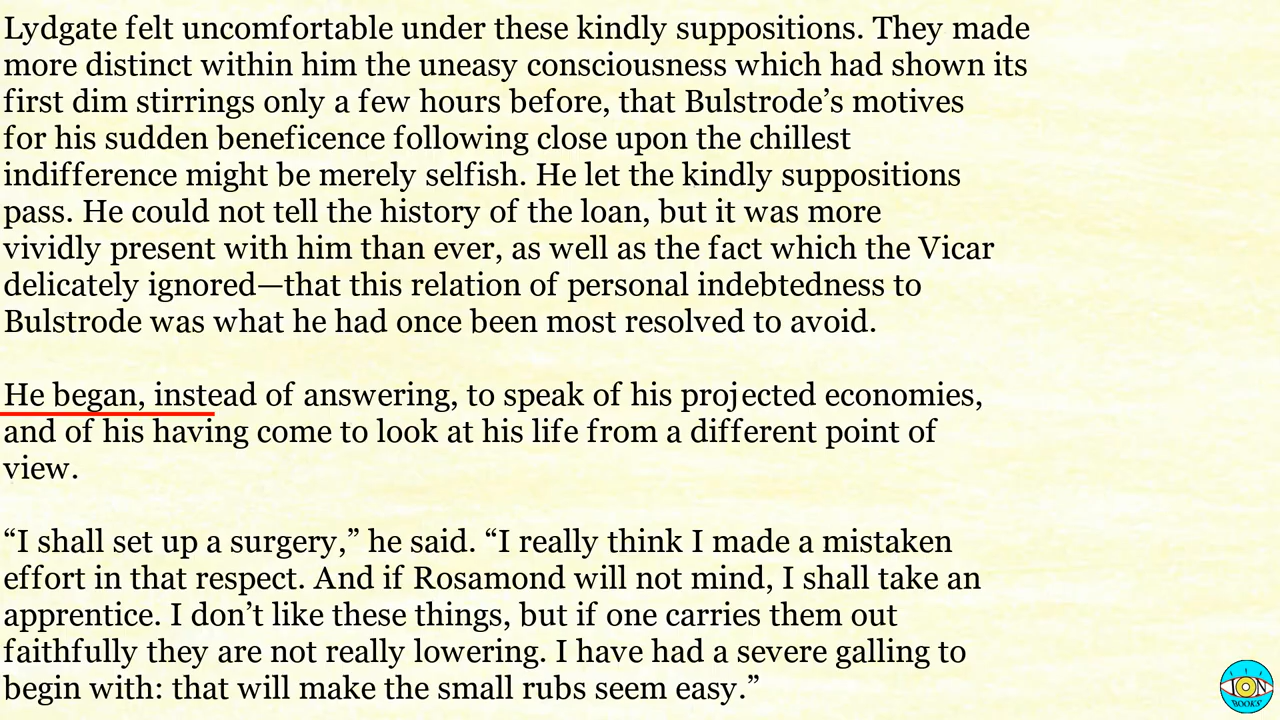 Lydgate felt uncomfortable under these kindly suppositions. They made
more distinct within him the uneasy consciousness which had shown its
first dim stirrings only a few hours before, that Bulstrode’s motives
for his sudden beneficence following close upon the chillest
indifference might be merely selfish. He let the kindly suppositions
pass. He could not tell the history of the loan, but it was more
vividly present with him than ever, as well as the fact which the Vicar
delicately ignored—that this relation of personal indebtedness to
Bulstrode was what he had once been most resolved to avoid.
He began, instead of answering, to speak of his projected economies,
and of his having come to look at his life from a different point of
view.
“I shall set up a surgery,” he said. “I really think I made a mistaken
effort in that respect. And if Rosamond will not mind, I shall take an
apprentice. I don’t like these things, but if one carries them out
faithfully they are not really lowering. I have had a severe galling to
begin with: that will make the small rubs seem easy.”
ION
BOOKS